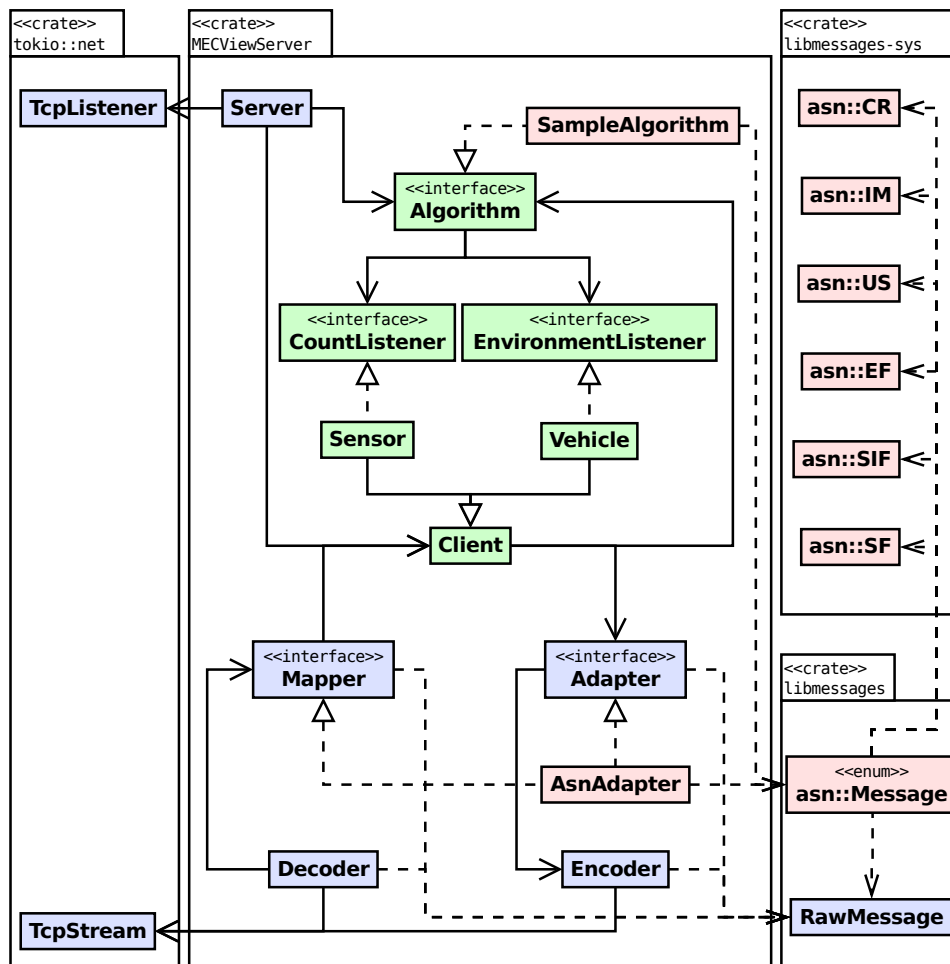 <<crate>>
tokio::net
<<crate>>
MECViewServer
<<crate>>
libmessages-sys
TcpListener
Server
SampleAlgorithm
asn::CR
<<interface>>
Algorithm
asn::IM
asn::US
<<interface>>
CountListener
<<interface>>
EnvironmentListener
asn::EF
Sensor
Vehicle
asn::SIF
Client
asn::SF
<<interface>>
Mapper
<<interface>>
Adapter
<<crate>>
libmessages
AsnAdapter
<<enum>>
asn::Message
Decoder
Encoder
TcpStream
RawMessage